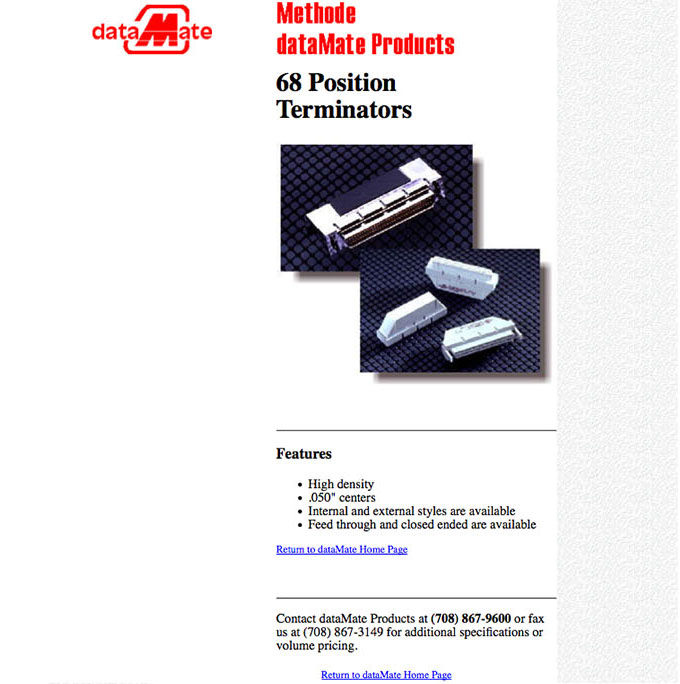 dataMate
Methode
dataMate Products
68 Position
Terminators
Features
• High density
• .050" centers
• Internal and external styles are available
• Feed through and closed ended are available
Return to dataMate Home Page
Contact dataMate Products at (708) 867-9600 or fax
us at (708) 867-3149 for additional specifications or
volume pricing.
Return to dataMate Home Page